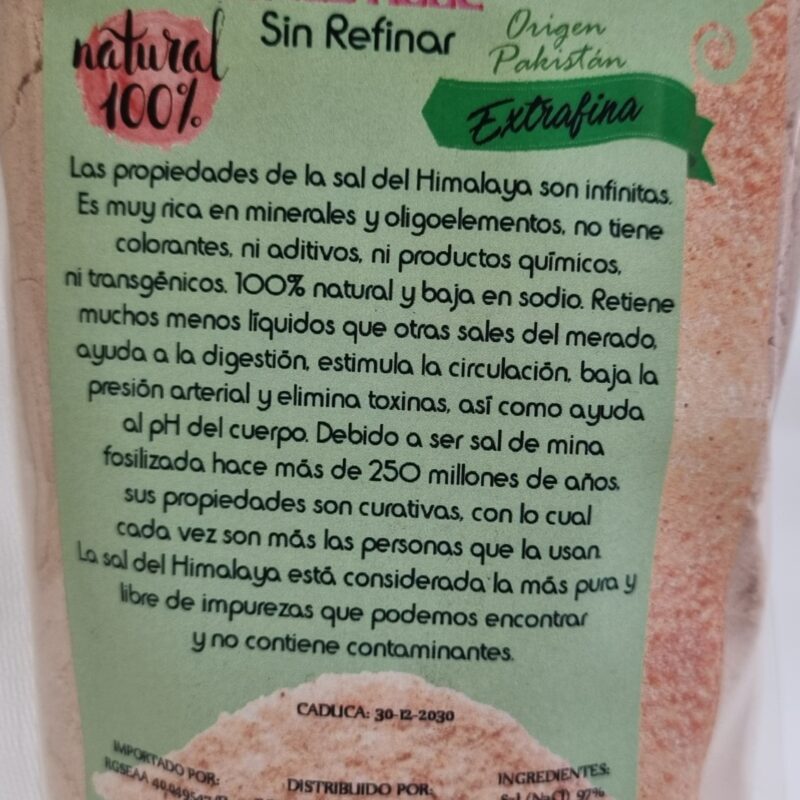 natural
100%
Sin Refinar
Origen
Pakistán
Extrafina
Las propiedades de la sal del Himalaya son infinitas.
Es muy rica en minerales y oligoelementos, no tiene
colorantes, ni aditivos, ni productos químicos,
ni transgénicos. 100% natural y baja en sodio. Retiene
muchos menos líquidos que otras sales del merado,
ayuda a la digestión, estimula la circulación, baja la
presión arterial y elimina toxinas, así como ayuda
al pH del cuerpo. Debido a ser sal de mina
fosilizada hace más de 250 millones de años,
sus propiedades son curativas, con lo cual
cada vez son más las personas que la usan
La sal del Himalaya está considerada la más pura y
libre de impurezas que podemos encontrar
y no contiene contaminantes.
CADUCA: 30-12-2030
IMPORTADO POR:
RGSEAA
DISTRIBUIDO POR:
INGREDIENTES:
Sal (NaCl) 97%